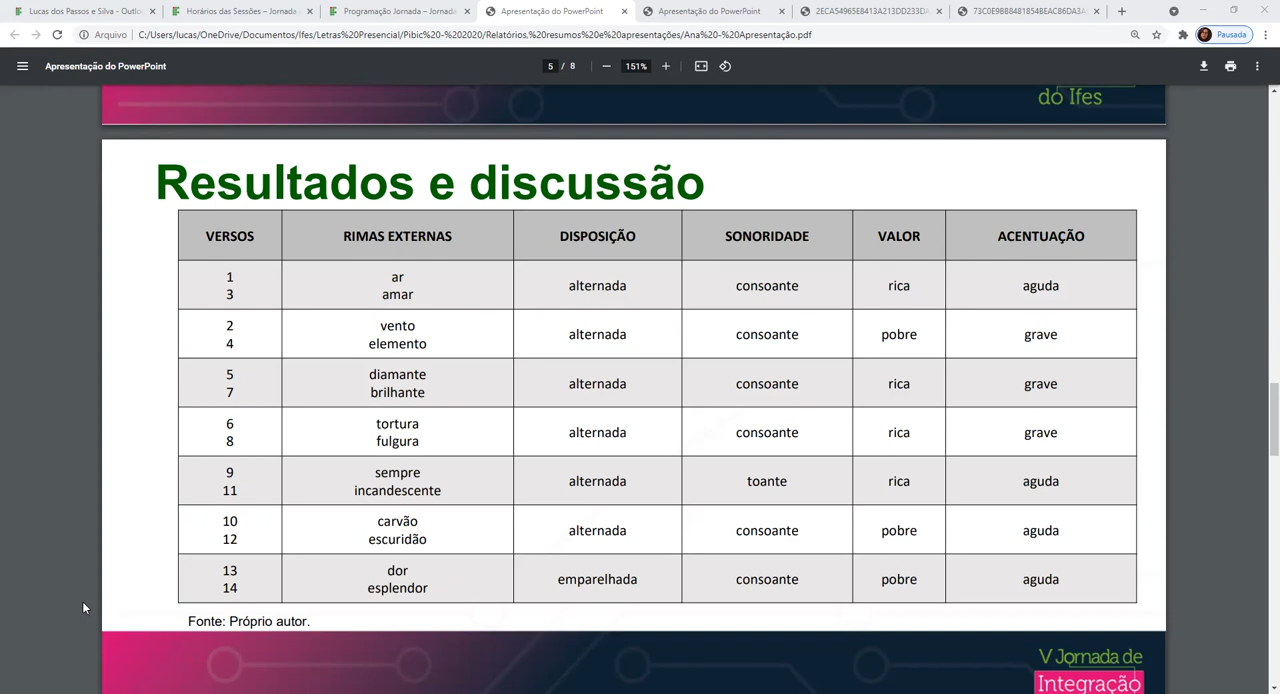 Lucas dos Passos e Silva - Outlo
Horários das Sessões – Jornada
Programação Jornada – Jornada
Apresentação do PowerPoint
Apresentação do PowerPoint
2ECA54965E8413A213DD233DA
73C0E9BB8481854BEAC86DA3A
Arquivo | C:/Users/lucas/OneDrive/Documentos/Ifes/Letras%20Presencial/Pibic%20-%202020/Relatórios,%20resumos%20e%20apresentações/Ana%20-%20Apresentação.pdf
Pausada
Apresentação do PowerPoint
5 / 8
151%
do Ifes
Resultados e discussão
VERSOS RIMAS EXTERNAS DISPOSIÇÃO SONORIDADE VALOR ACENTUAÇÃO
1 ar
3 amar
alternada consoante rica aguda
2 vento
4 elemento
alternada consoante pobre grave
5 diamante
7 brilhante
alternada consoante rica grave
6 tortura
8 fulgura
alternada consoante rica grave
9 sempre
11 incandescente
alternada toante rica aguda
10 carvão
12 escuridão
alternada consoante pobre aguda
13 dor
14 esplendor
emparelhada consoante pobre aguda
Fonte: Próprio autor.
V Jornada de
Integração